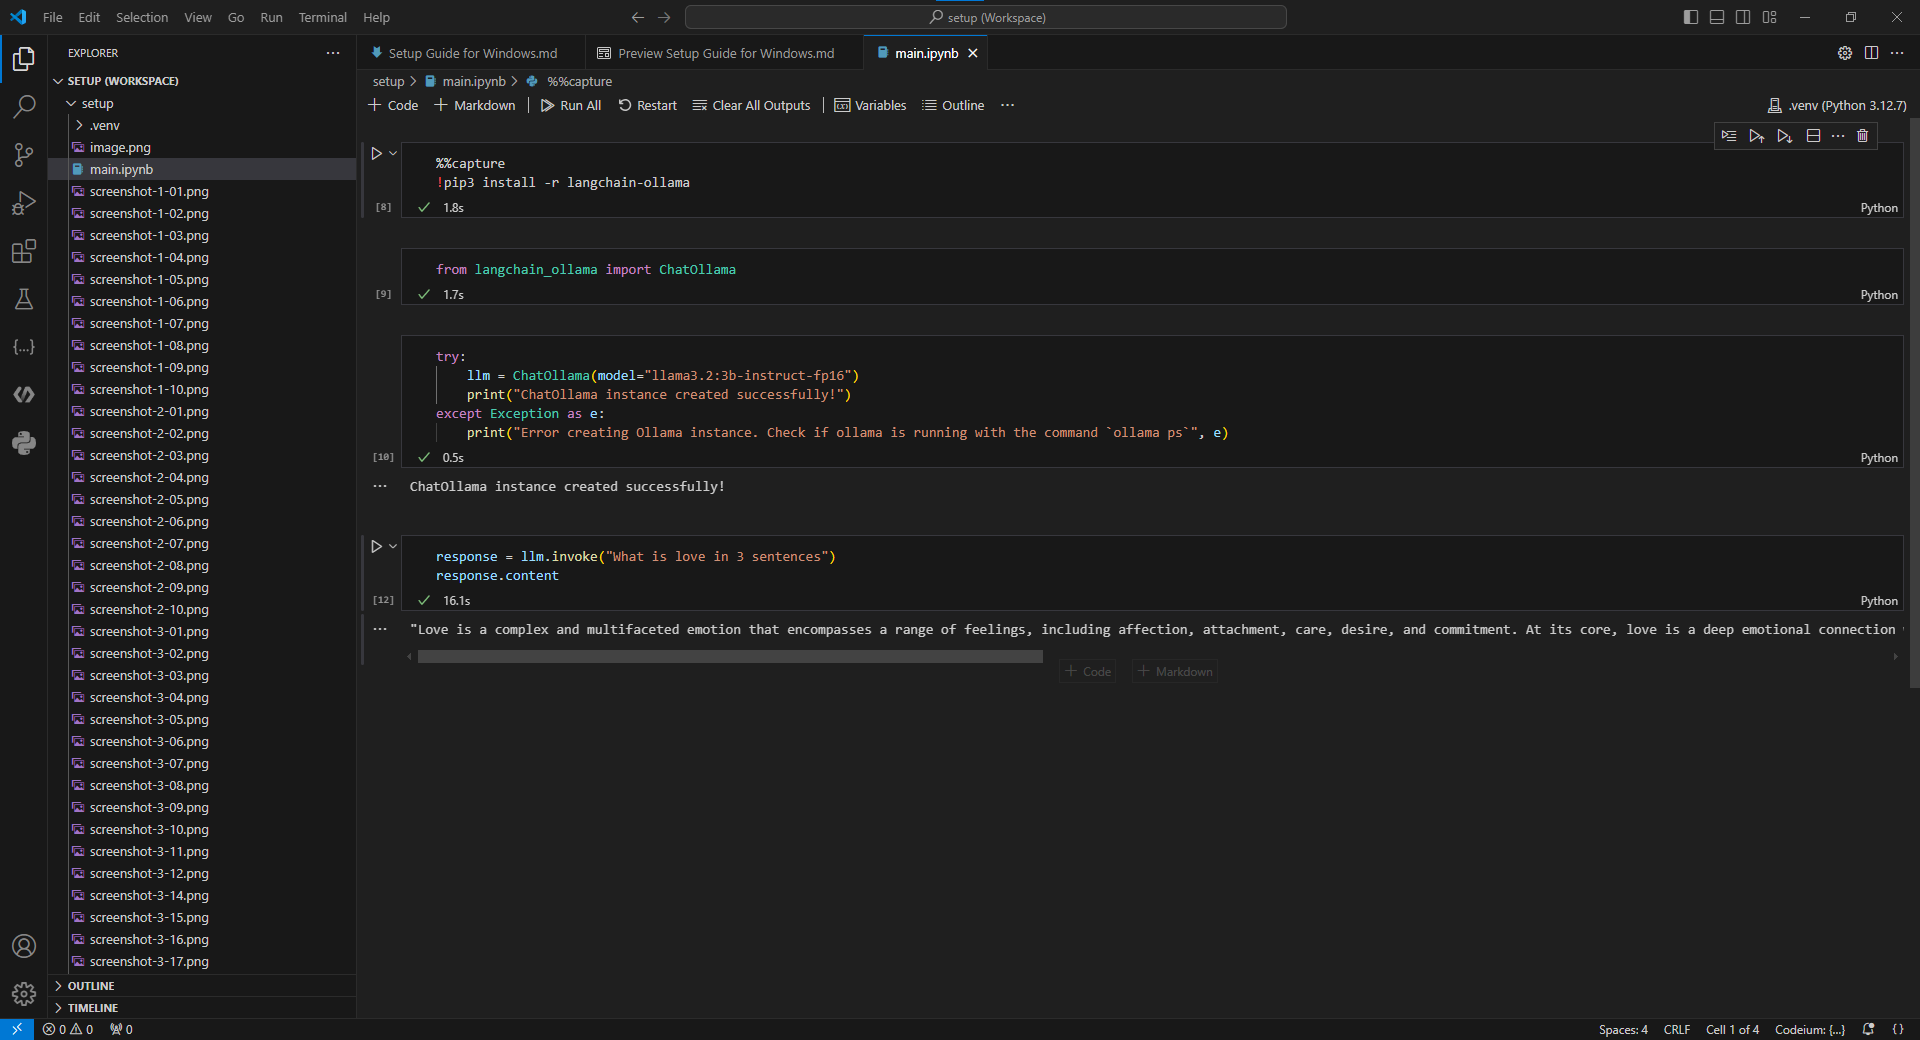 File Edit Selection View Go Run Terminal Help
setup (Workspace)
EXPLORER
SETUP (WORKSPACE)
setup
.venv
image.png
main.ipynb
screenshot-1-01.png
screenshot-1-02.png
screenshot-1-03.png
screenshot-1-04.png
screenshot-1-05.png
screenshot-1-06.png
screenshot-1-07.png
screenshot-1-08.png
screenshot-1-09.png
screenshot-1-10.png
screenshot-2-01.png
screenshot-2-02.png
screenshot-2-03.png
screenshot-2-04.png
screenshot-2-05.png
screenshot-2-06.png
screenshot-2-07.png
screenshot-2-08.png
screenshot-2-09.png
screenshot-2-10.png
screenshot-3-01.png
screenshot-3-02.png
screenshot-3-03.png
screenshot-3-04.png
screenshot-3-05.png
screenshot-3-06.png
screenshot-3-07.png
screenshot-3-08.png
screenshot-3-09.png
screenshot-3-10.png
screenshot-3-11.png
screenshot-3-12.png
screenshot-3-14.png
screenshot-3-15.png
screenshot-3-16.png
screenshot-3-17.png
OUTLINE
TIMELINE
Setup Guide for Windows.md Preview Setup Guide for Windows.md main.ipynb
setup > main.ipynb > %%capture
+ Code + Markdown Run All Restart Clear All Outputs Variables Outline ... .venv (Python 3.12.7)
%%capture
!pip3 install -r langchain-ollama
[8] 1.8s Python
from langchain_ollama import ChatOllama
[9] 1.7s Python
try:
    llm = ChatOllama(model="llama3.2:3b-instruct-fp16")
    print("ChatOllama instance created successfully!")
except Exception as e:
    print("Error creating Ollama instance. Check if ollama is running with the command `ollama ps`", e)
[10] 0.5s Python
... ChatOllama instance created successfully!
response = llm.invoke("What is love in 3 sentences")
response.content
[12] 16.1s Python
... "Love is a complex and multifaceted emotion that encompasses a range of feelings, including affection, attachment, care, desire, and commitment. At its core, love is a deep emotional connection
+ Code + Markdown
0 0 0 Spaces: 4 CRLF Cell 1 of 4 Codeium: {...} {}